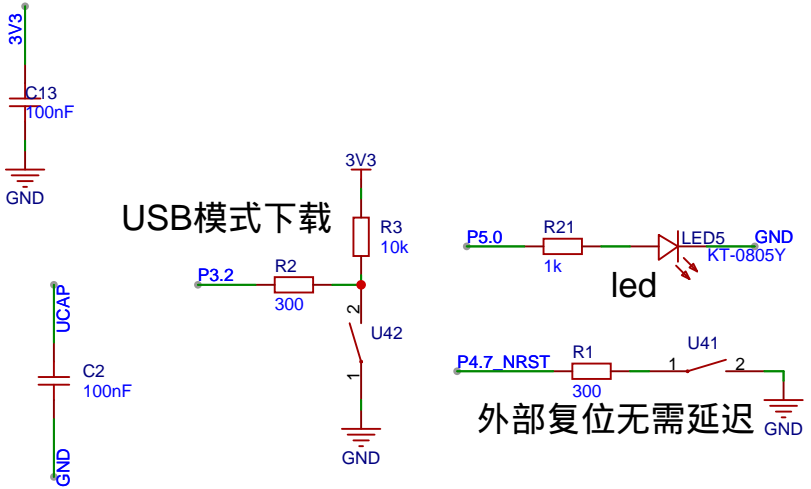 3V3
C13
100nF
GND
3V3
USB模式下载
R3
10k
P3.2
R2
300
2
U42
1
GND
UCAP
C2
100nF
GND
P5.0
R21
1k
LED5
GND
KT-0805Y
led
P4.7_NRST
R1
300
1
U41
2
外部复位无需延迟
GND